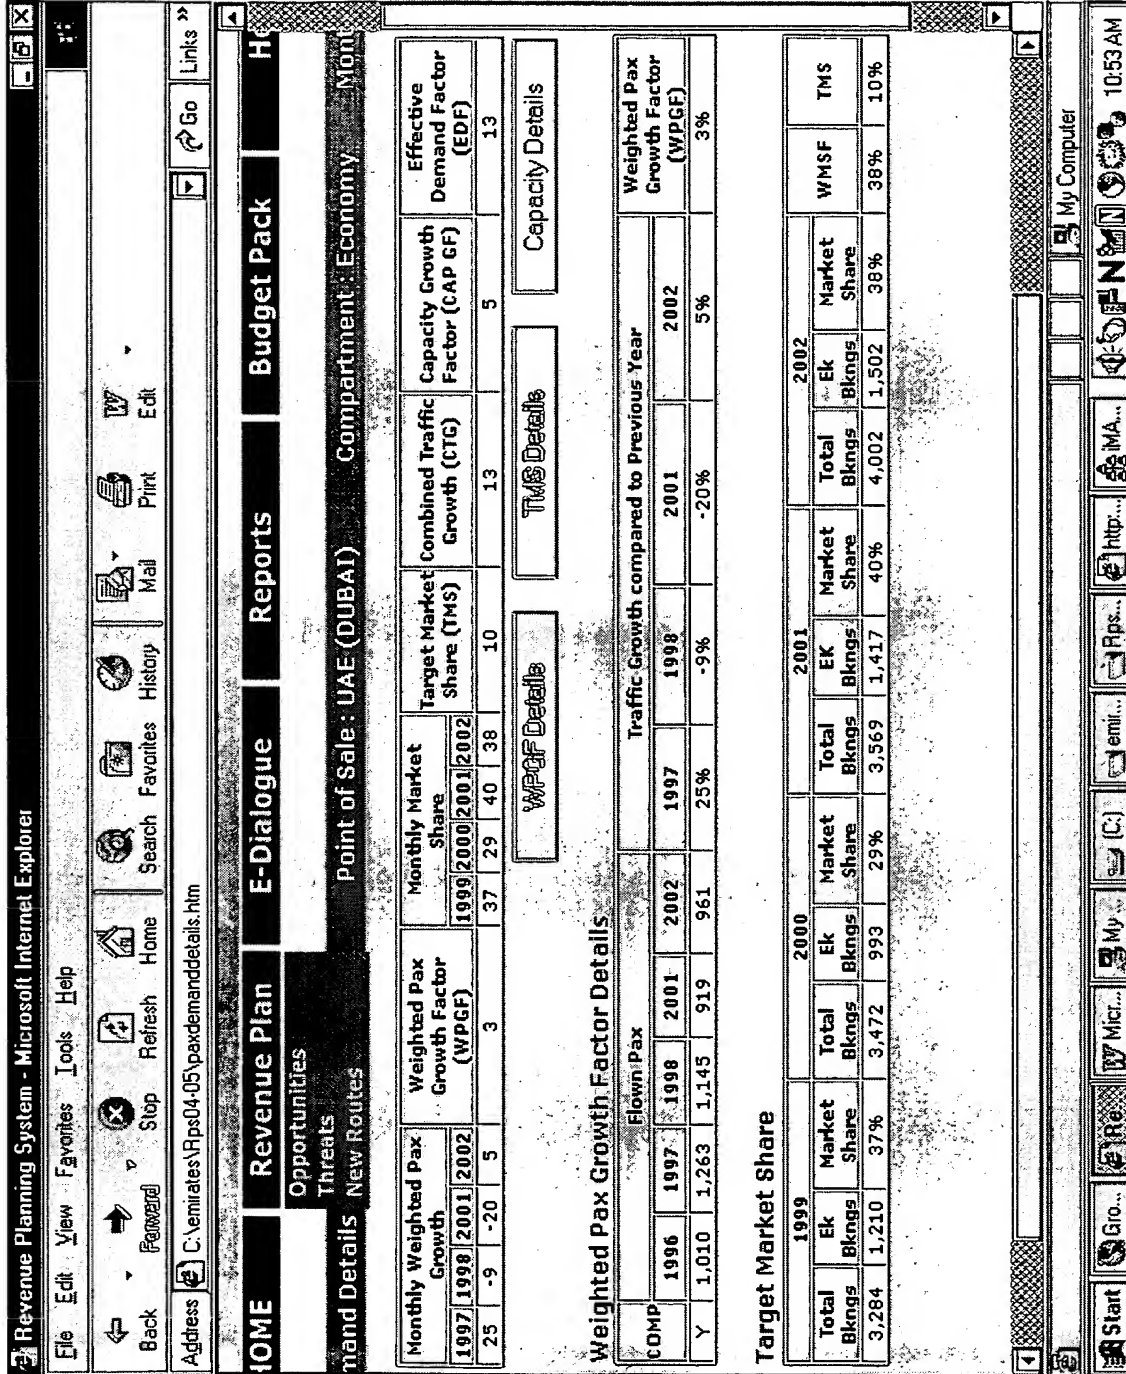 Revenue Planning System - Microsoft Internet Explorer
File Edit View Favorites Tools Help
Back Forward Stop Refresh Home Search Favorites History Mail Print Edit
Address C:\emirates\Rps04-05\paxdemanddetails.htm Go Links »
HOME Revenue Plan E-Dialogue Reports Budget Pack
Opportunities
Threats
New Routes
mand Details Point of Sale : UAE (DUBAI) Compartment : Economy Mon
Monthly Weighted Pax Growth Weighted Pax Growth Factor (WPGF) Monthly Market Share Target Market Share (TMS) Combined Traffic Growth (CTG) Capacity Growth Factor (CAP GF) Effective Demand Factor (EDF)
1997 1998 2001 2002 1999 2000 2001 2002
25 -9 -20 5 3 37 29 40 38 10 13 5 13
WPGF Details TMS Details Capacity Details
Weighted Pax Growth Factor Details
COMP Flown Pax Traffic Growth compared to Previous Year Weighted Pax Growth Factor (WPGF)
1996 1997 1998 2001 2002 1997 1998 2001 2002
Y 1,010 1,263 1,145 919 961 25% -9% -20% 5% 3%
Target Market Share
1999 2000 2001 2002 WMSF TMS
Total Bkngs Ek Bkngs Market Share Total Bkngs Ek Bkngs Market Share Total Bkngs EK Bkngs Market Share Total Bkngs Ek Bkngs Market Share
3,284 1,210 37% 3,472 993 29% 3,569 1,417 40% 4,002 1,502 38% 38% 10%
My Computer
Start Gro... Re... Micr... My ... (C:) emir... Rps... http:... iMA... 10:53 AM